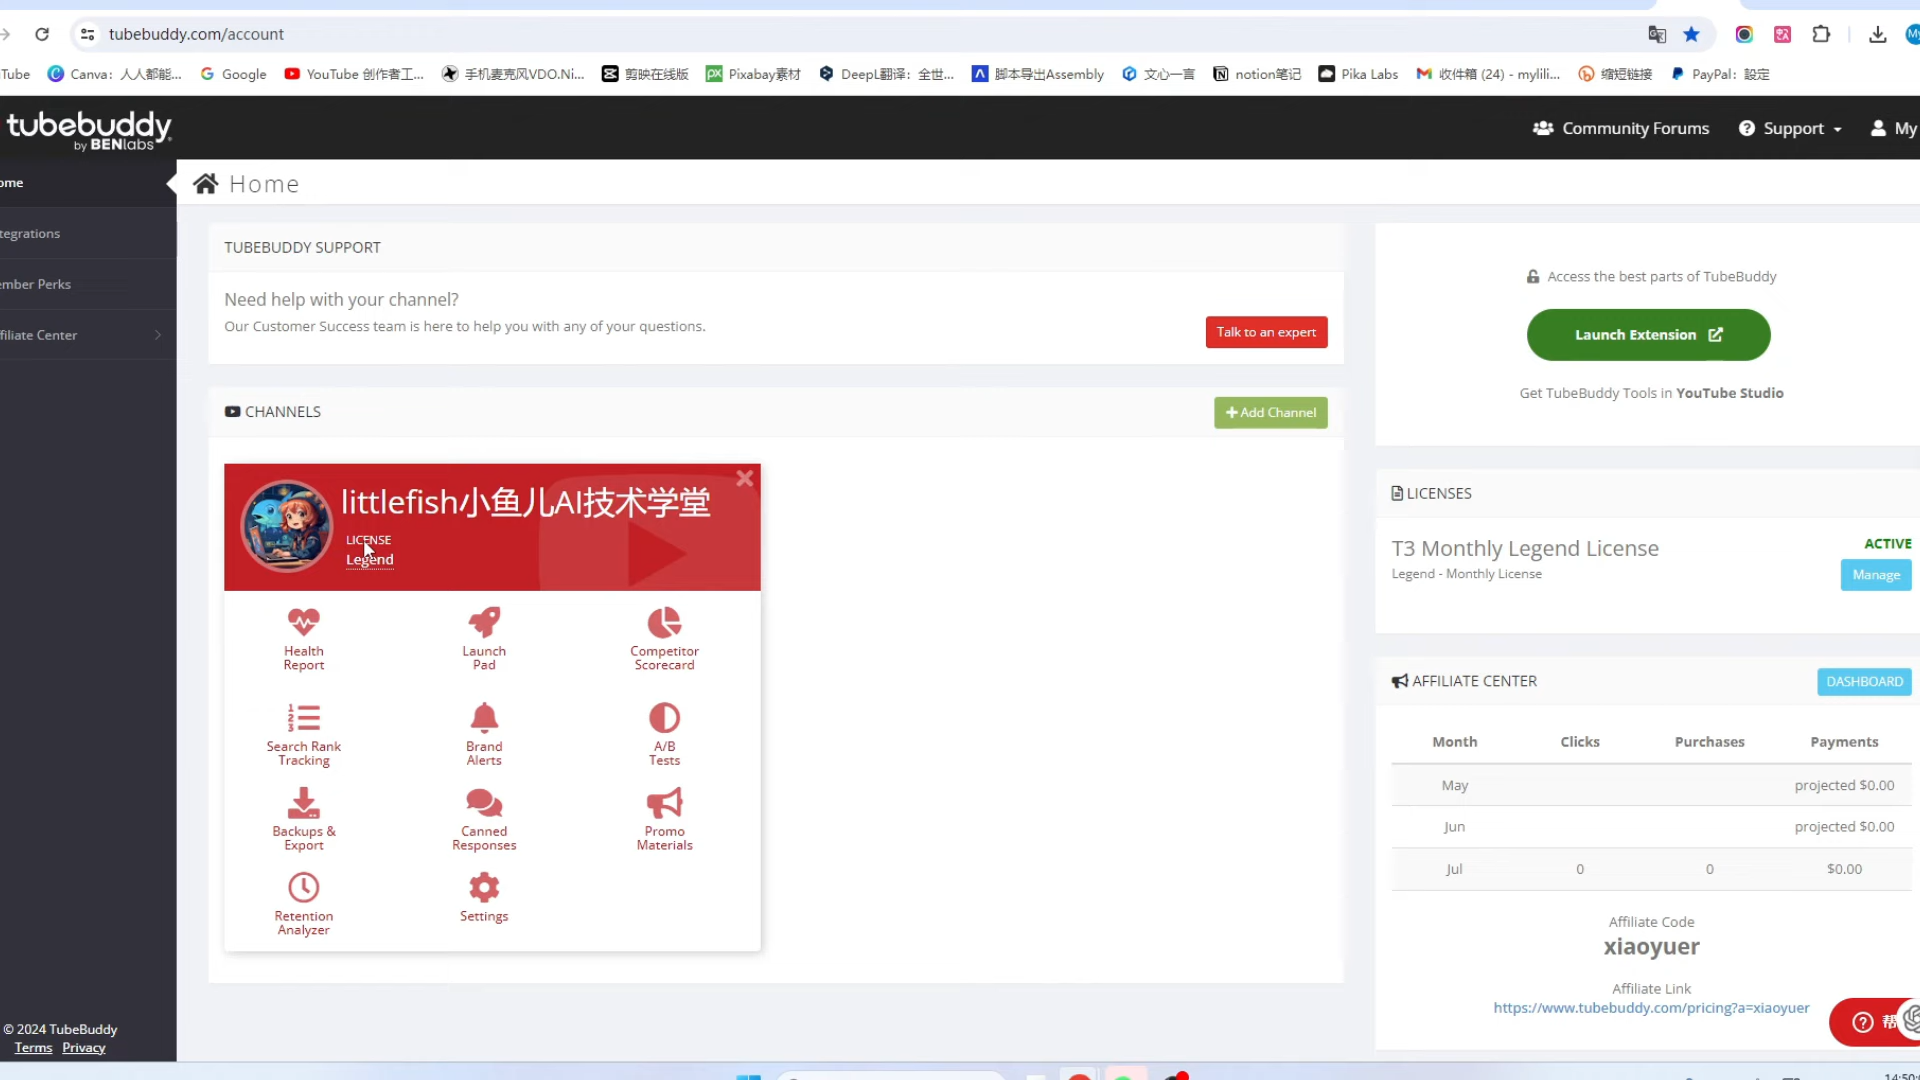 tubebuddy.com/account
Tube
Canva：人人都能...
Google
YouTube 创作者工...
手机麦克风VDO.Ni...
剪映在线版
Pixabay素材
DeepL翻译：全世...
脚本导出Assembly
文心一言
notion笔记
Pika Labs
收件箱 (24) - mylili...
缩短链接
PayPal：設定
tubebuddy
by BENlabs
Community Forums
Support
My
ome
Home
tegrations
ember Perks
filiate Center
TUBEBUDDY SUPPORT
Need help with your channel?
Our Customer Success team is here to help you with any of your questions.
Talk to an expert
CHANNELS
Add Channel
littlefish小鱼儿AI技术学堂
LICENSE
Legend
Health
Report
Launch
Pad
Competitor
Scorecard
Search Rank
Tracking
Brand
Alerts
A/B
Tests
Backups &
Export
Canned
Responses
Promo
Materials
Retention
Analyzer
Settings
Access the best parts of TubeBuddy
Launch Extension
Get TubeBuddy Tools in YouTube Studio
LICENSES
T3 Monthly Legend License
ACTIVE
Legend - Monthly License
Manage
AFFILIATE CENTER
DASHBOARD
Month Clicks Purchases Payments
May projected $0.00
Jun projected $0.00
Jul 0 0 $0.00
Affiliate Code
xiaoyuer
Affiliate Link
https://www.tubebuddy.com/pricing?a=xiaoyuer
© 2024 TubeBuddy
Terms Privacy